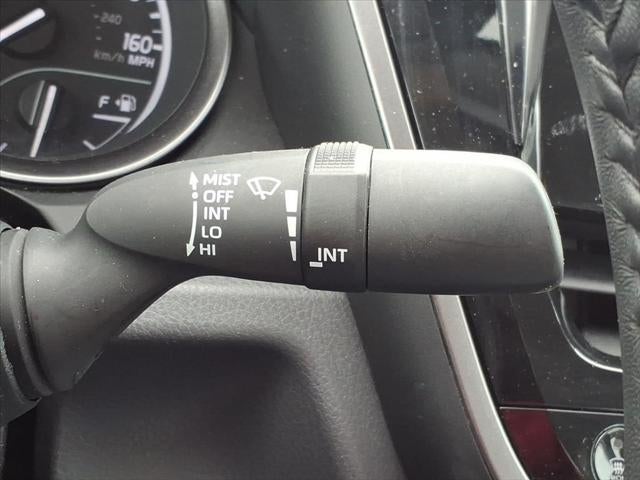 240
160
km/h MPH
F
MIST
OFF
INT
LO
HI
INT